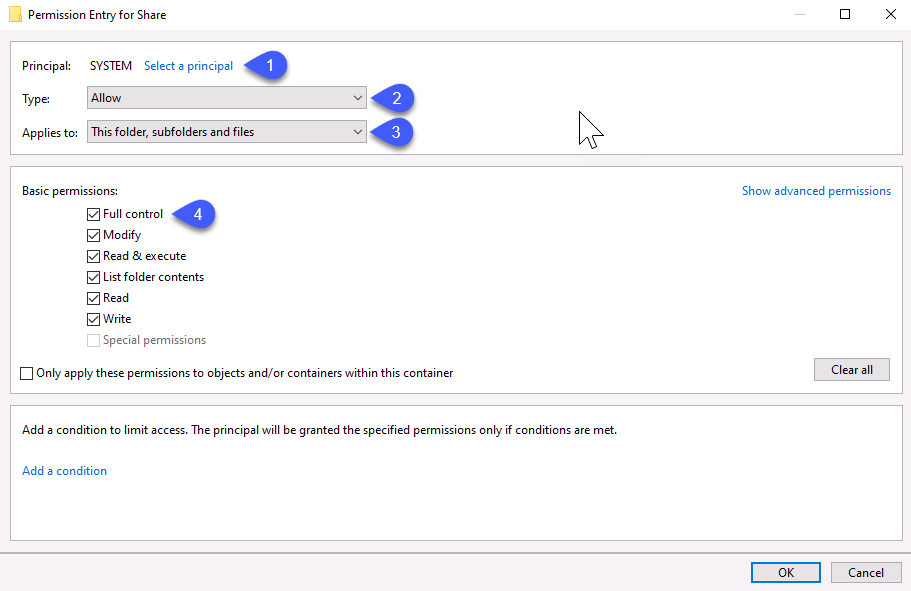 Permission Entry for Share
Principal: SYSTEM Select a principal 1
Type: Allow 2
Applies to: This folder, subfolders and files 3
Basic permissions: Show advanced permissions
Full control 4
Modify
Read & execute
List folder contents
Read
Write
Special permissions
Only apply these permissions to objects and/or containers within this container Clear all
Add a condition to limit access. The principal will be granted the specified permissions only if conditions are met.
Add a condition
OK Cancel